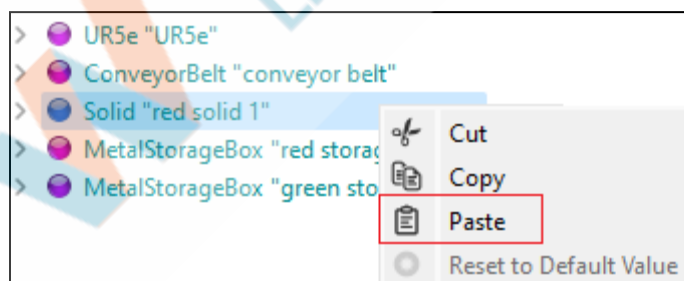 UR5e "UR5e"
ConveyorBelt "conveyor belt"
Solid "red solid 1"
MetalStorageBox "red storag
MetalStorageBox "green sto
Cut
Copy
Paste
Reset to Default Value